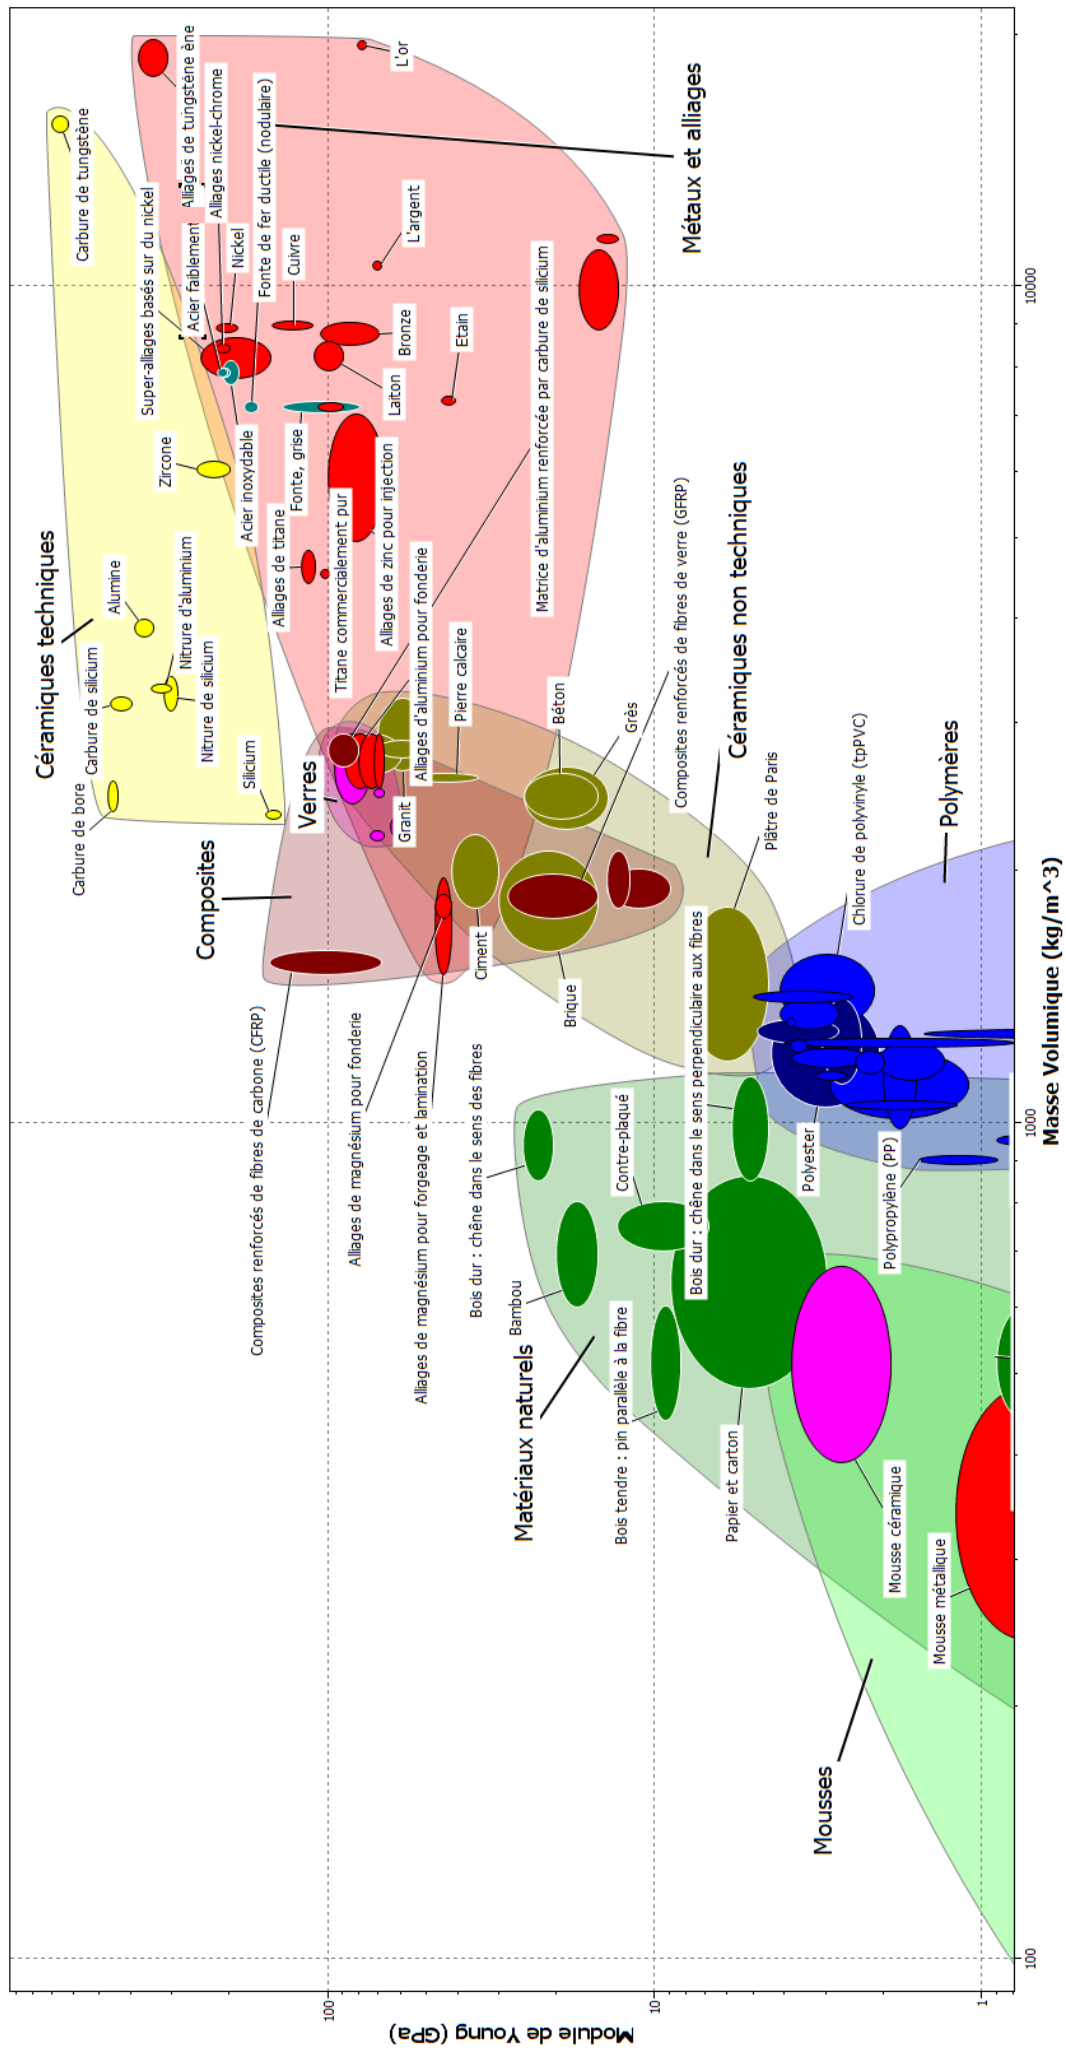 Carbure de tungstène
Céramiques techniques
Carbure de bore
Carbure de silicium
Alumine
Super-alliages basés sur du nickel
Zircone
Nitrure d'aluminium
Alliages de tungstène ène
Acier faiblement
Nitrure de silicium
Alliages nickel-chrome
Composites
Nickel
Silicium
Acier inoxydable
Fonte de fer ductile (nodulaire)
Composites renforcés de fibres de carbone (CFRP)
Alliages de titane
Cuivre
Fonte, grise
Verres
100
Titane commercialement pur
Alliages de magnésium pour fonderie
Alliages de zinc pour injection
Laiton
L'or
Bronze
Granit
L'argent
Alliages d'aluminium pour fonderie
Alliages de magnésium pour forgeage et lamination
Etain
Pierre calcaire
Bois dur : chêne dans le sens des fibres
Ciment
Bambou
Matériaux naturels
Matrice d'aluminium renforcée par carbure de silicium
Béton
Brique
Contre-plaqué
Bois tendre : pin parallèle à la fibre
Grès
10
Composites renforcés de fibres de verre (GFRP)
Métaux et alliages
Bois dur : chêne dans le sens perpendiculaire aux fibres
Papier et carton
Céramiques non techniques
Plâtre de Paris
Polyester
Mousses
Chlorure de polyvinyle (tpPVC)
Polypropylène (PP)
Mousse céramique
Mousse métallique
Polymères
1
Module de Young (GPa)
100
1000
10000
Masse Volumique (kg/m^3)